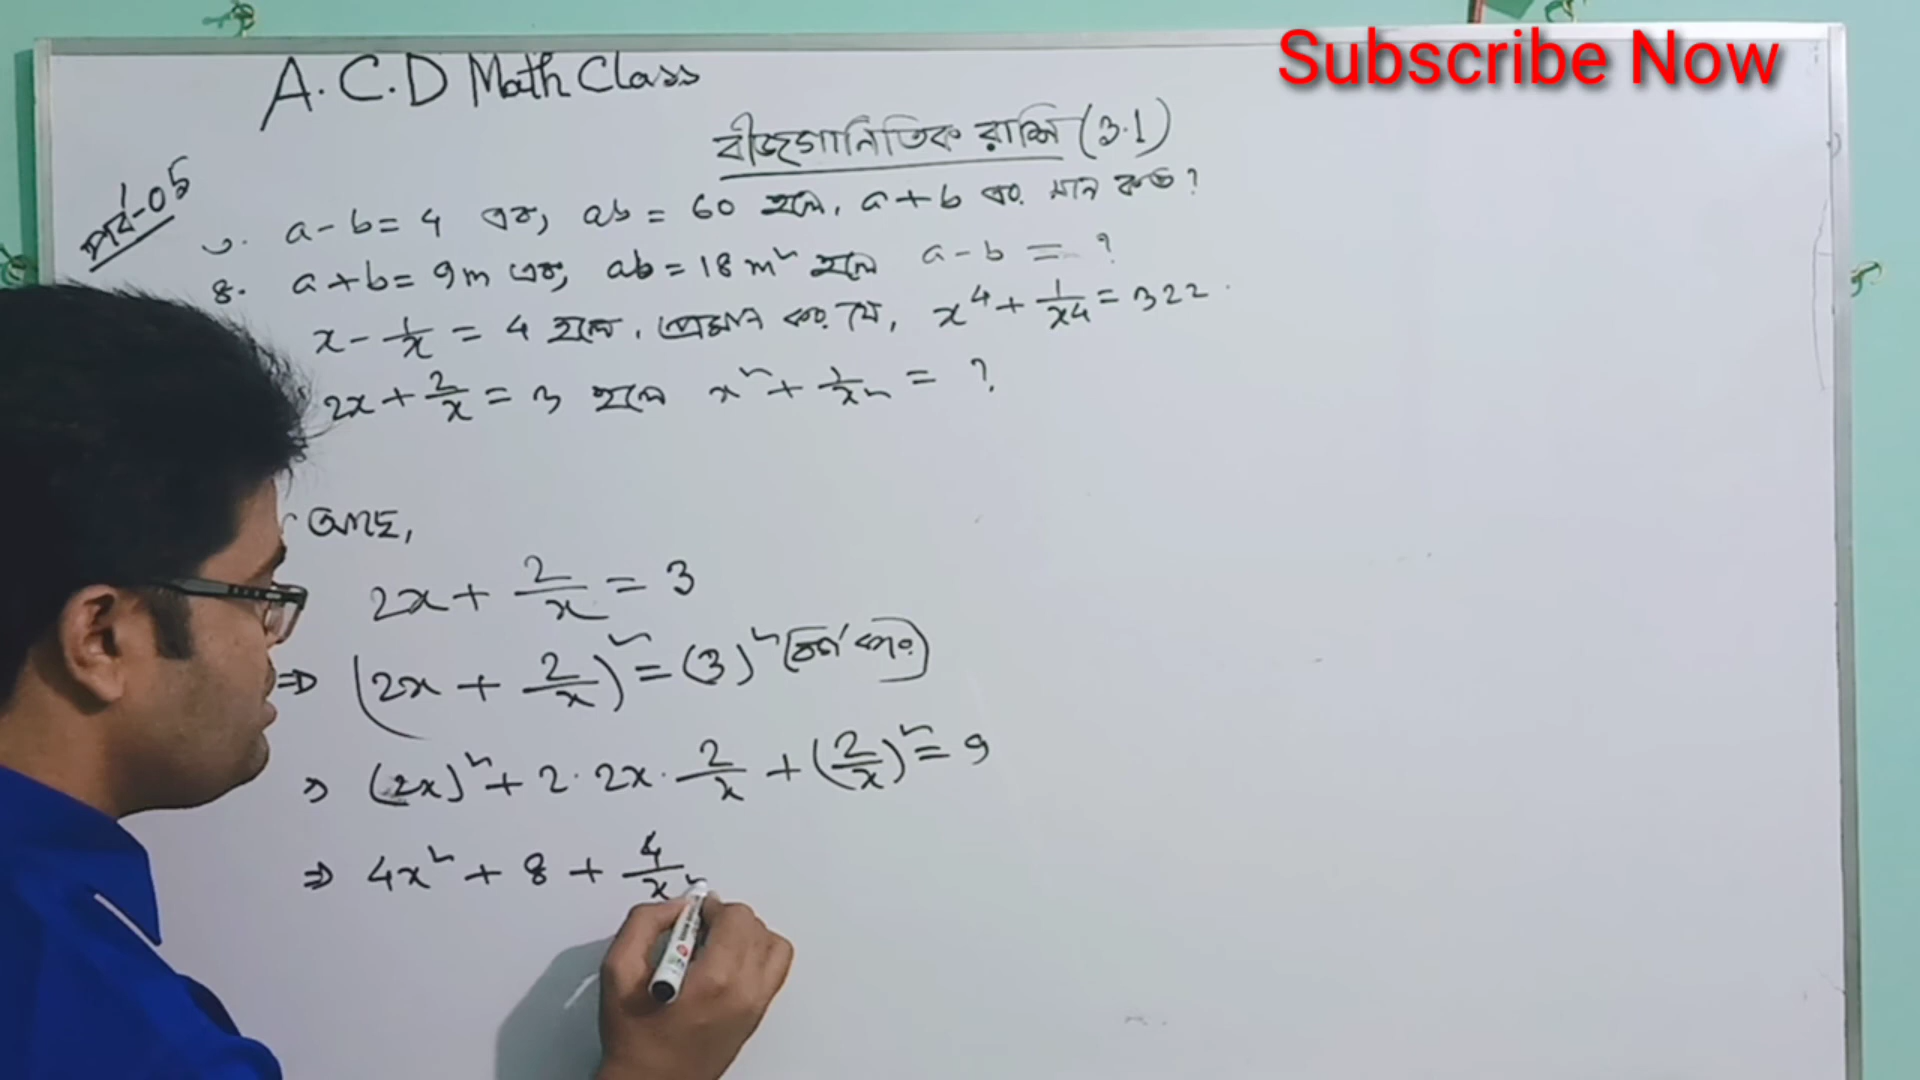 Subscribe Now
A.C.D Math Class
বীজগানিতিক রাশি (3.1)
পর্ব-05
৩. a - b = 4 এবং, ab = 60 হলে, a + b এর মান কত?
৪. a + b = 9m এবং, ab = 18m² হলে a - b = ?
x - 1/x = 4 হলে, প্রমাণ কর যে, x⁴ + 1/x⁴ = 322.
2x + 2/x = 3 হলে x² + 1/x² = ?
আছে,
2x + 2/x = 3
⇒ (2x + 2/x)² = (3)² [বর্গ করে]
⇒ (2x)² + 2·2x·2/x + (2/x)² = 9
⇒ 4x² + 8 + 4/x²